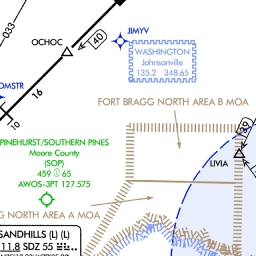 -033
JIMYV
OCHOC
40
WASHINGTON
Johnsonville
135.2 348.65
OMSTR
16
FORT BRAGG NORTH AREA B MOA
10
39
PINEHURST/SOUTHERN PINES
Moore County
(SOP)
459 65
AWOS-3PT 127.575
LIVIA
G NORTH AREA A MOA
SANDHILLS (L) (L)
11.8 SDZ 55